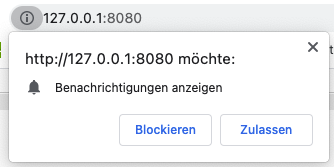 127.0.0.1:8080
http://127.0.0.1:8080 möchte:
Benachrichtigungen anzeigen
Blockieren Zulassen